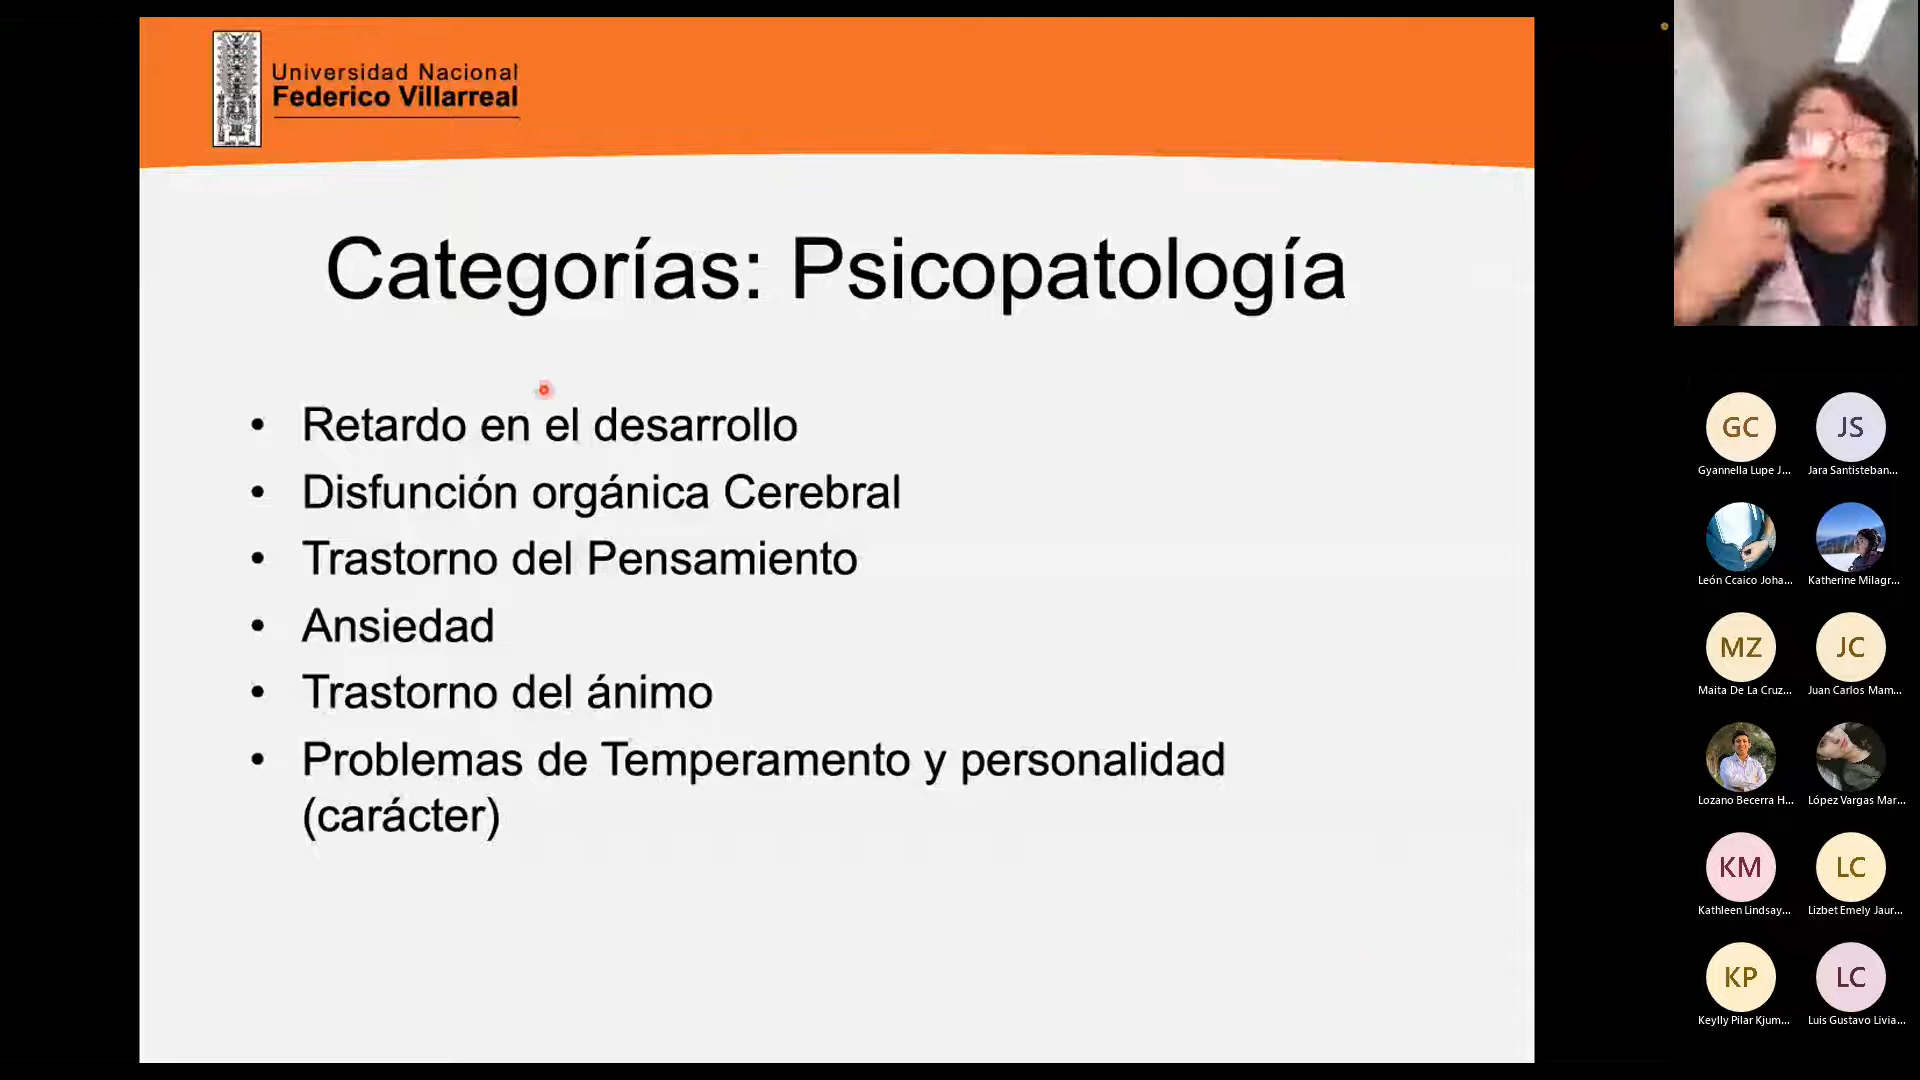 Universidad Nacional
Federico Villarreal
Categorías: Psicopatología
• Retardo en el desarrollo
• Disfunción orgánica Cerebral
• Trastorno del Pensamiento
• Ansiedad
• Trastorno del ánimo
• Problemas de Temperamento y personalidad
(carácter)
GC
JS
Gyannella Lupe J...
Jara Santisteban...
León Ccaico Joha...
Katherine Milagr...
MZ
JC
Maita De La Cruz...
Juan Carlos Mam...
Lozano Becerra H...
López Vargas Mar...
KM
LC
Kathleen Lindsay...
Lizbet Emely Jaur...
KP
LC
Keylly Pilar Kjum...
Luis Gustavo Livia...